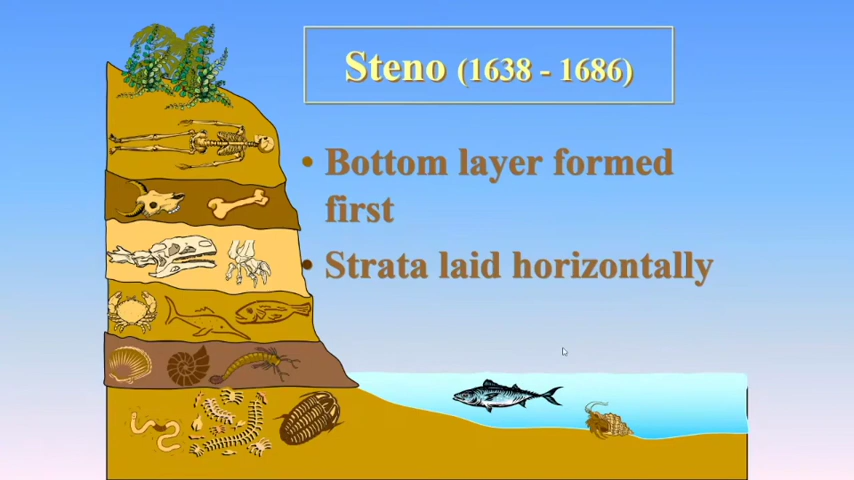 Steno (1638 - 1686)
• Bottom layer formed
first
• Strata laid horizontally